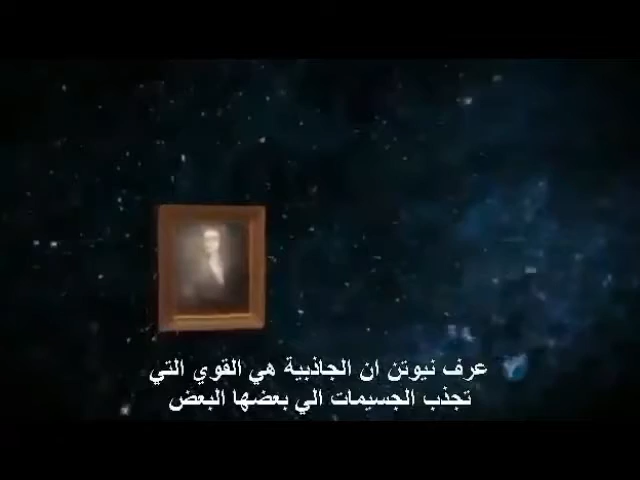 عرف نيوتن ان الجاذبية هي القوي التي
تجذب الجسيمات الي بعضها البعض